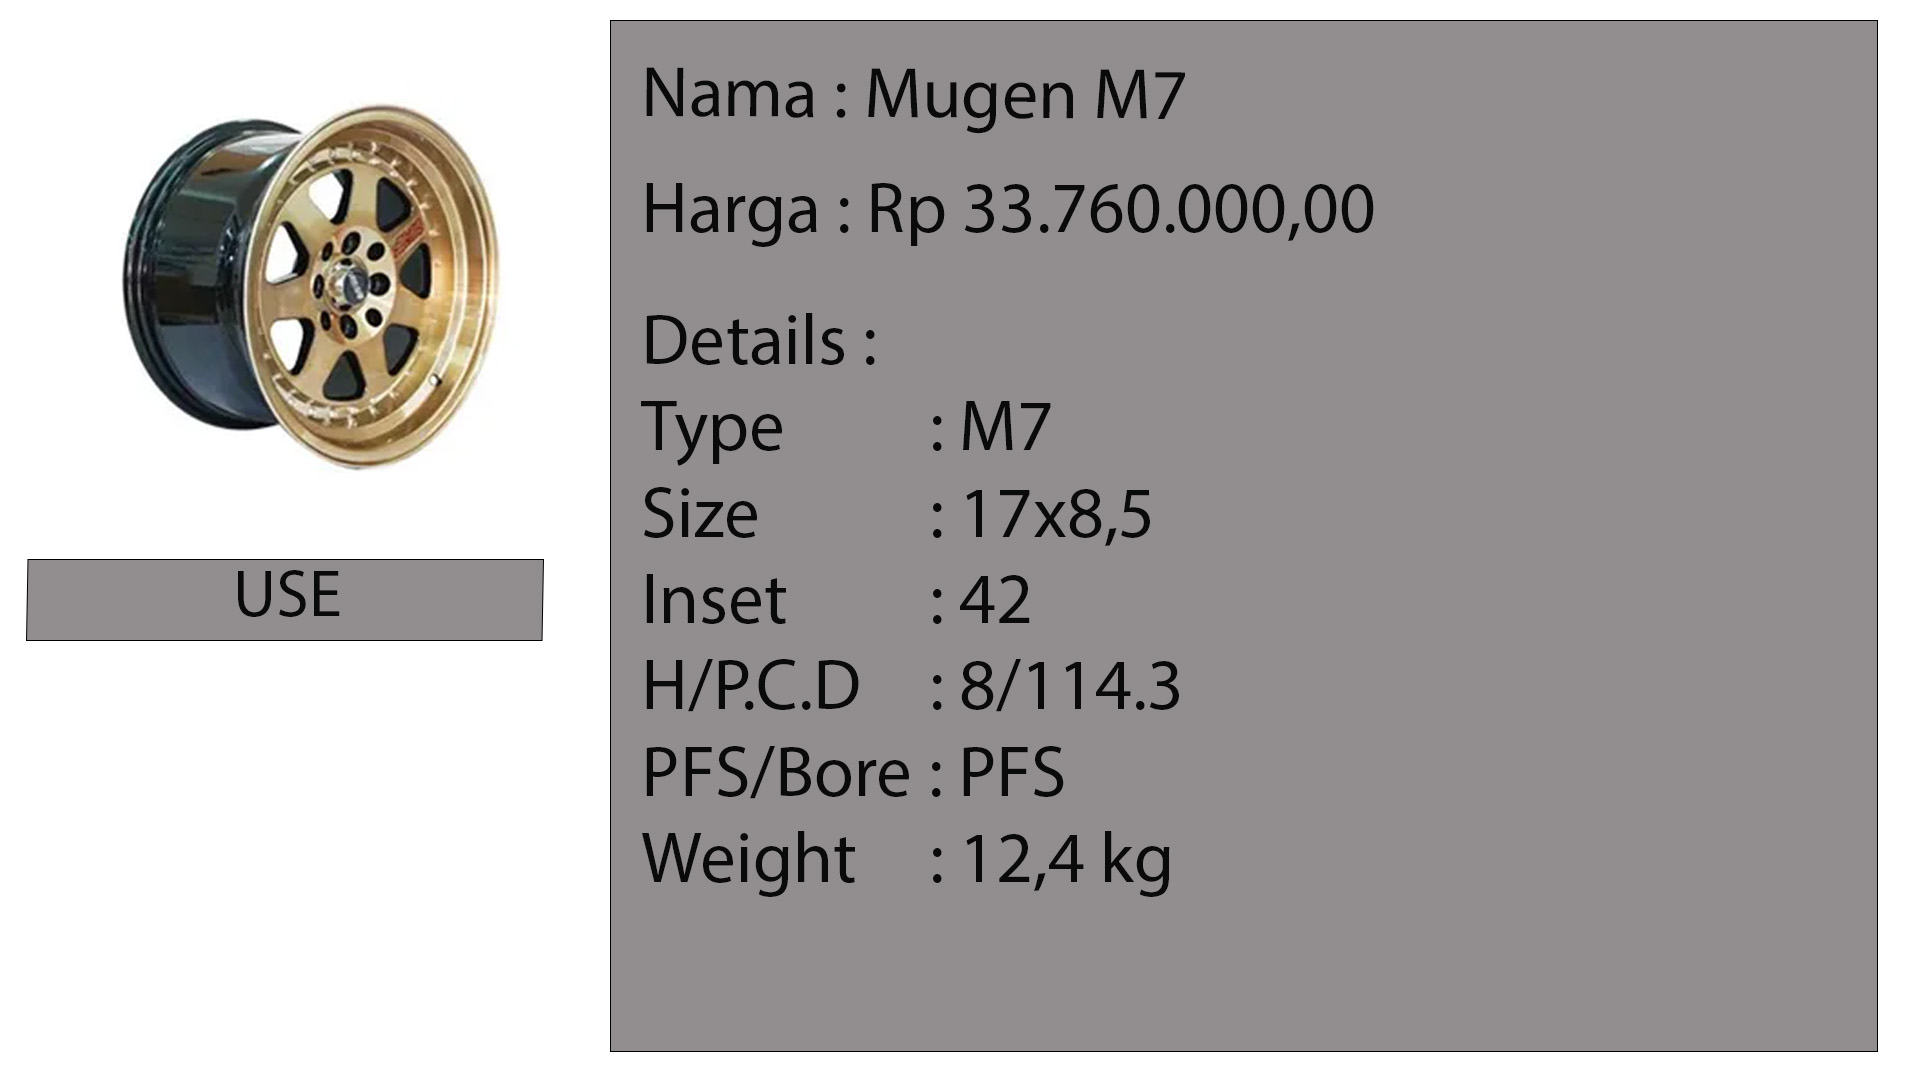 Nama : Mugen M7
Harga : Rp 33.760.000,00
Details :
Type : M7
Size : 17x8,5
Inset : 42
H/P.C.D : 8/114.3
PFS/Bore : PFS
Weight : 12,4 kg
USE